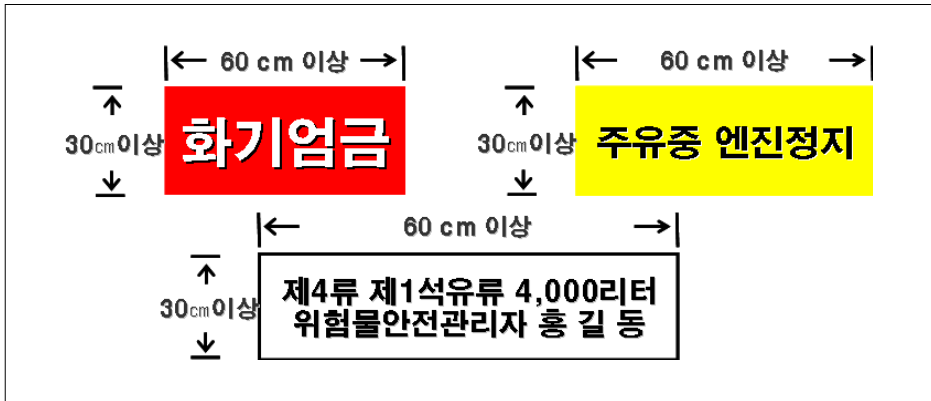 60 cm 이상
60 cm 이상
30㎝이상
화기엄금
30㎝이상
주유중 엔진정지
60 cm 이상
30㎝이상
제4류 제1석유류 4,000리터
위험물안전관리자 홍 길 동